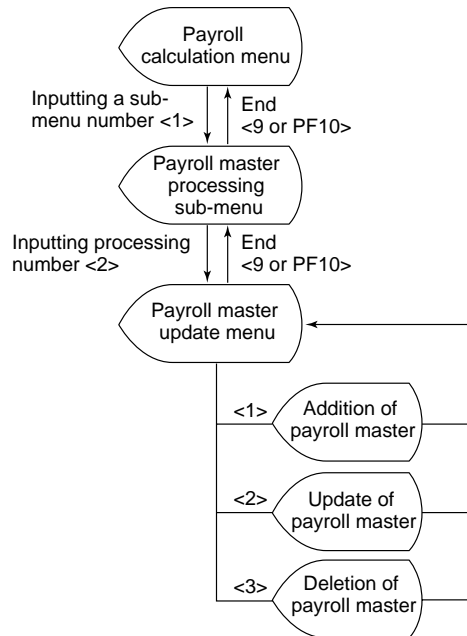 Payroll
calculation menu
Inputting a sub-
menu number <1>
End
<9 or PF10>
Payroll master
processing
sub-menu
Inputting processing
number <2>
End
<9 or PF10>
Payroll master
update menu
<1>
Addition of
payroll master
<2>
Update of
payroll master
<3>
Deletion of
payroll master